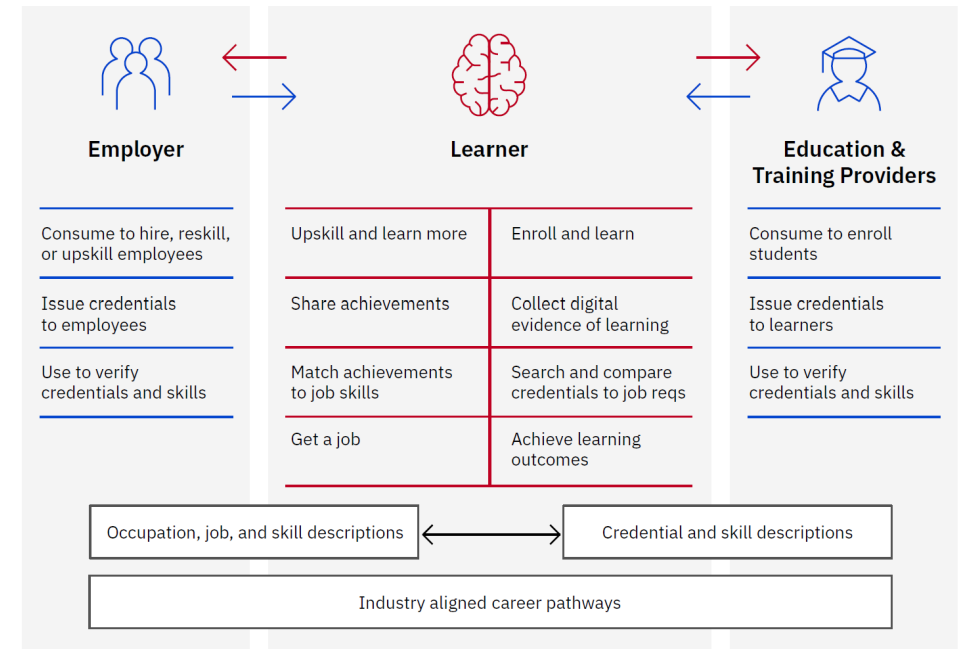 Employer
Consume to hire, reskill,
or upskill employees
Issue credentials
to employees
Use to verify
credentials and skills
Learner
Upskill and learn more
Share achievements
Match achievements
to job skills
Get a job
Enroll and learn
Collect digital
evidence of learning
Search and compare
credentials to job reqs
Achieve learning
outcomes
Education &
Training Providers
Consume to enroll
students
Issue credentials
to learners
Use to verify
credentials and skills
Occupation, job, and skill descriptions
Credential and skill descriptions
Industry aligned career pathways